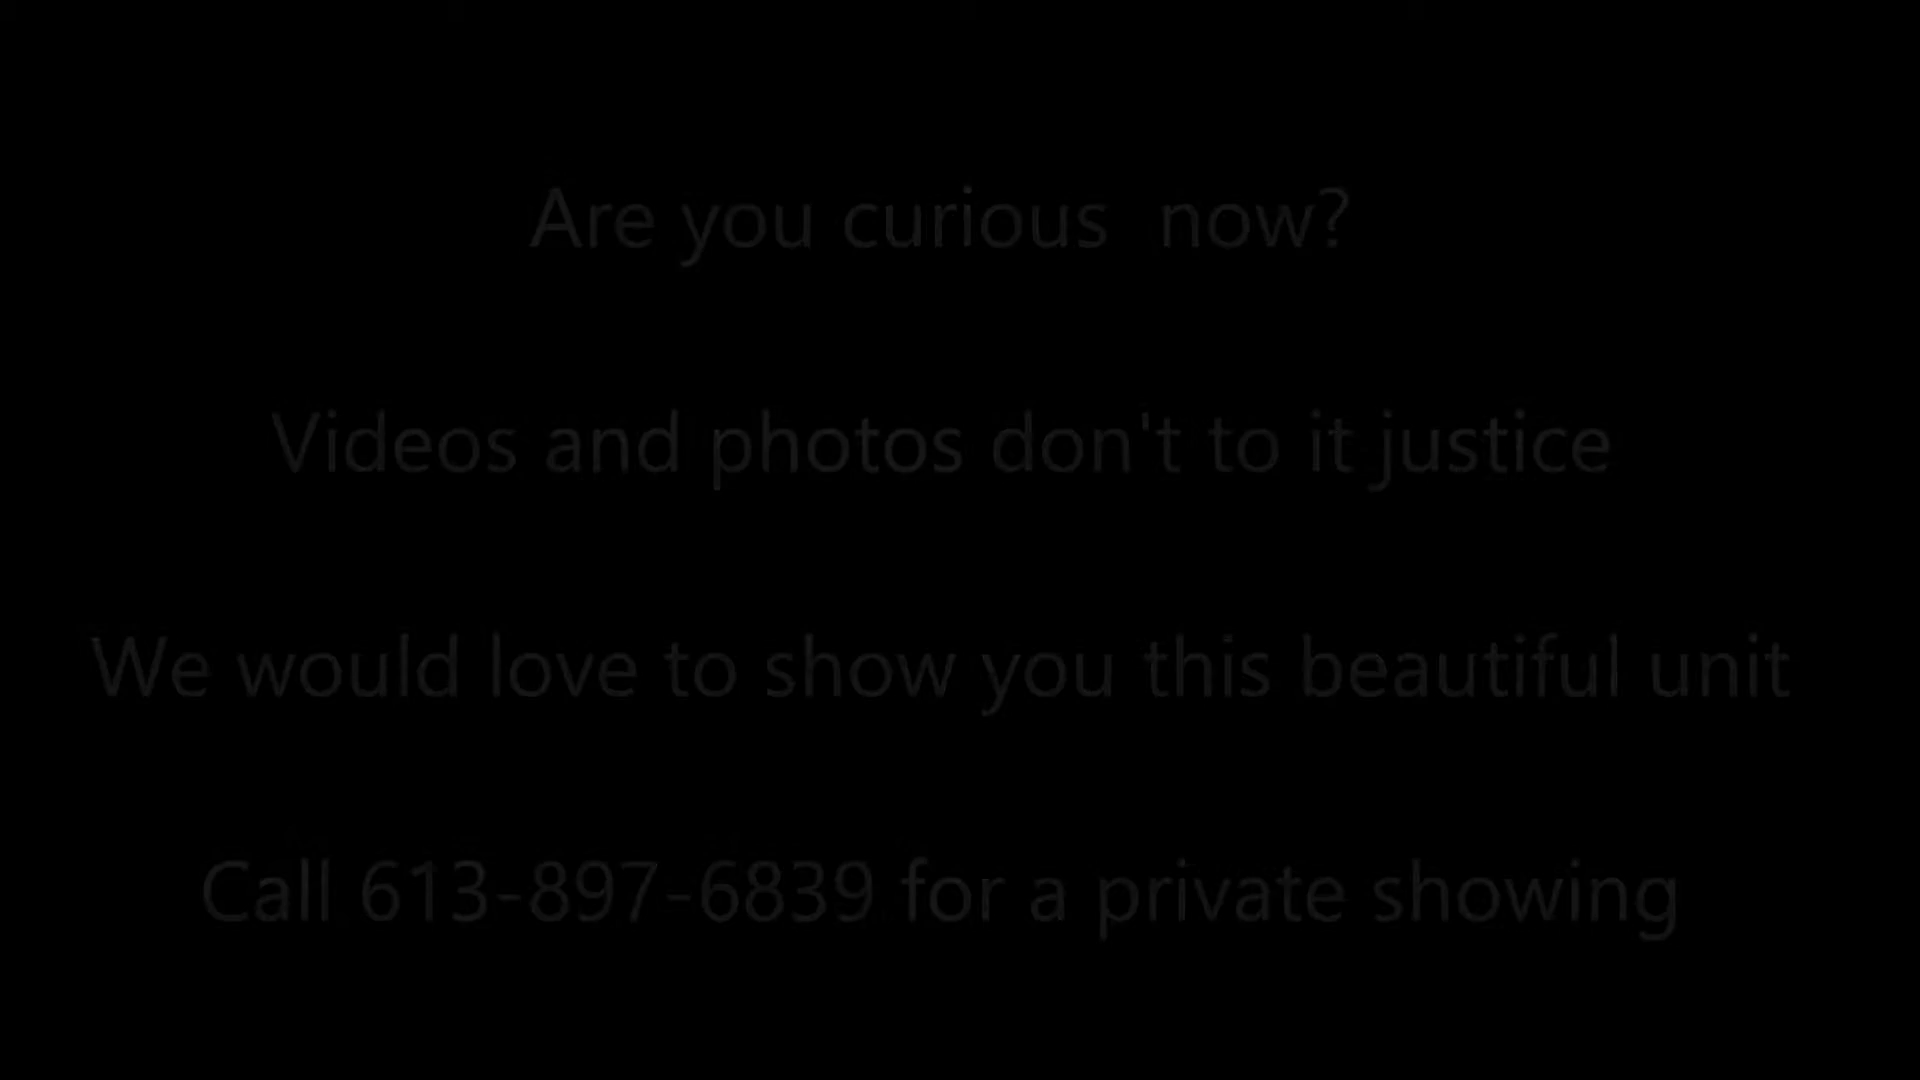 Are you curious  now?
Videos and photos don't to it justice
We would love to show you this beautiful unit
Call 613-897-6839 for a private showing